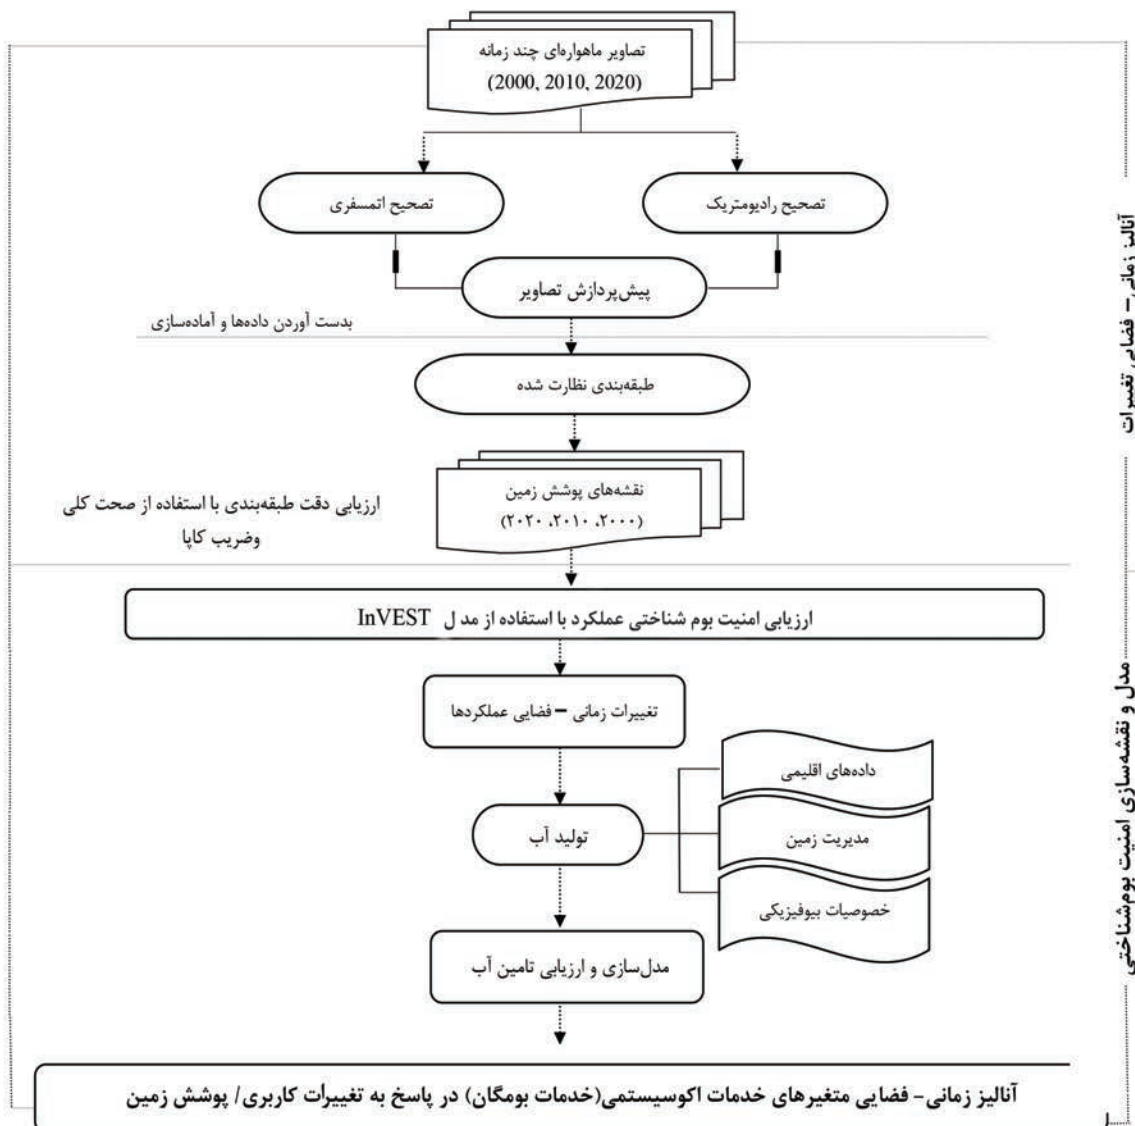 تصاویر ماهواره‌ای چند زمانه
(2000, 2010, 2020)
تصحیح رادیومتریک
تصحیح اتمسفری
پیش‌پردازش تصاویر
بدست آوردن داده‌ها و آماده‌سازی
طبقه‌بندی نظارت شده
نقشه‌های پوشش زمین
(۲۰۰۰، ۲۰۱۰، ۲۰۲۰)
ارزیابی دقت طبقه‌بندی با استفاده از صحت کلی
وضریب کاپا
ارزیابی امنیت بوم شناختی عملکرد با استفاده از مد ل InVEST
تغییرات زمانی – فضایی عملکردها
داده‌های اقلیمی
تولید آب
مدیریت زمین
خصوصیات بیوفیزیکی
مدل‌سازی و ارزیابی تامین آب
آنالیز زمانی- فضایی متغیرهای خدمات اکوسیستمی(خدمات بومگان) در پاسخ به تغییرات کاربری/ پوشش زمین
آنالیز زمانی– فضایی تغییرات
مدل و نقشه‌سازی امنیت بوم‌شناختی